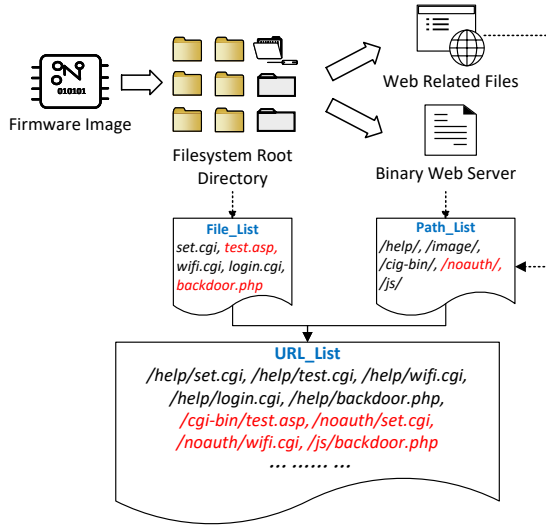 010101
Firmware Image
Filesystem Root
Directory
Web Related Files
Binary Web Server
File_List
set.cgi, test.asp,
wifi.cgi, login.cgi,
backdoor.php
Path_List
/help/, /image/,
/cig-bin/, /noauth/,
/js/
URL_List
/help/set.cgi, /help/test.cgi, /help/wifi.cgi,
/help/login.cgi, /help/backdoor.php,
/cgi-bin/test.asp, /noauth/set.cgi,
/noauth/wifi.cgi, /js/backdoor.php
... ...... ...